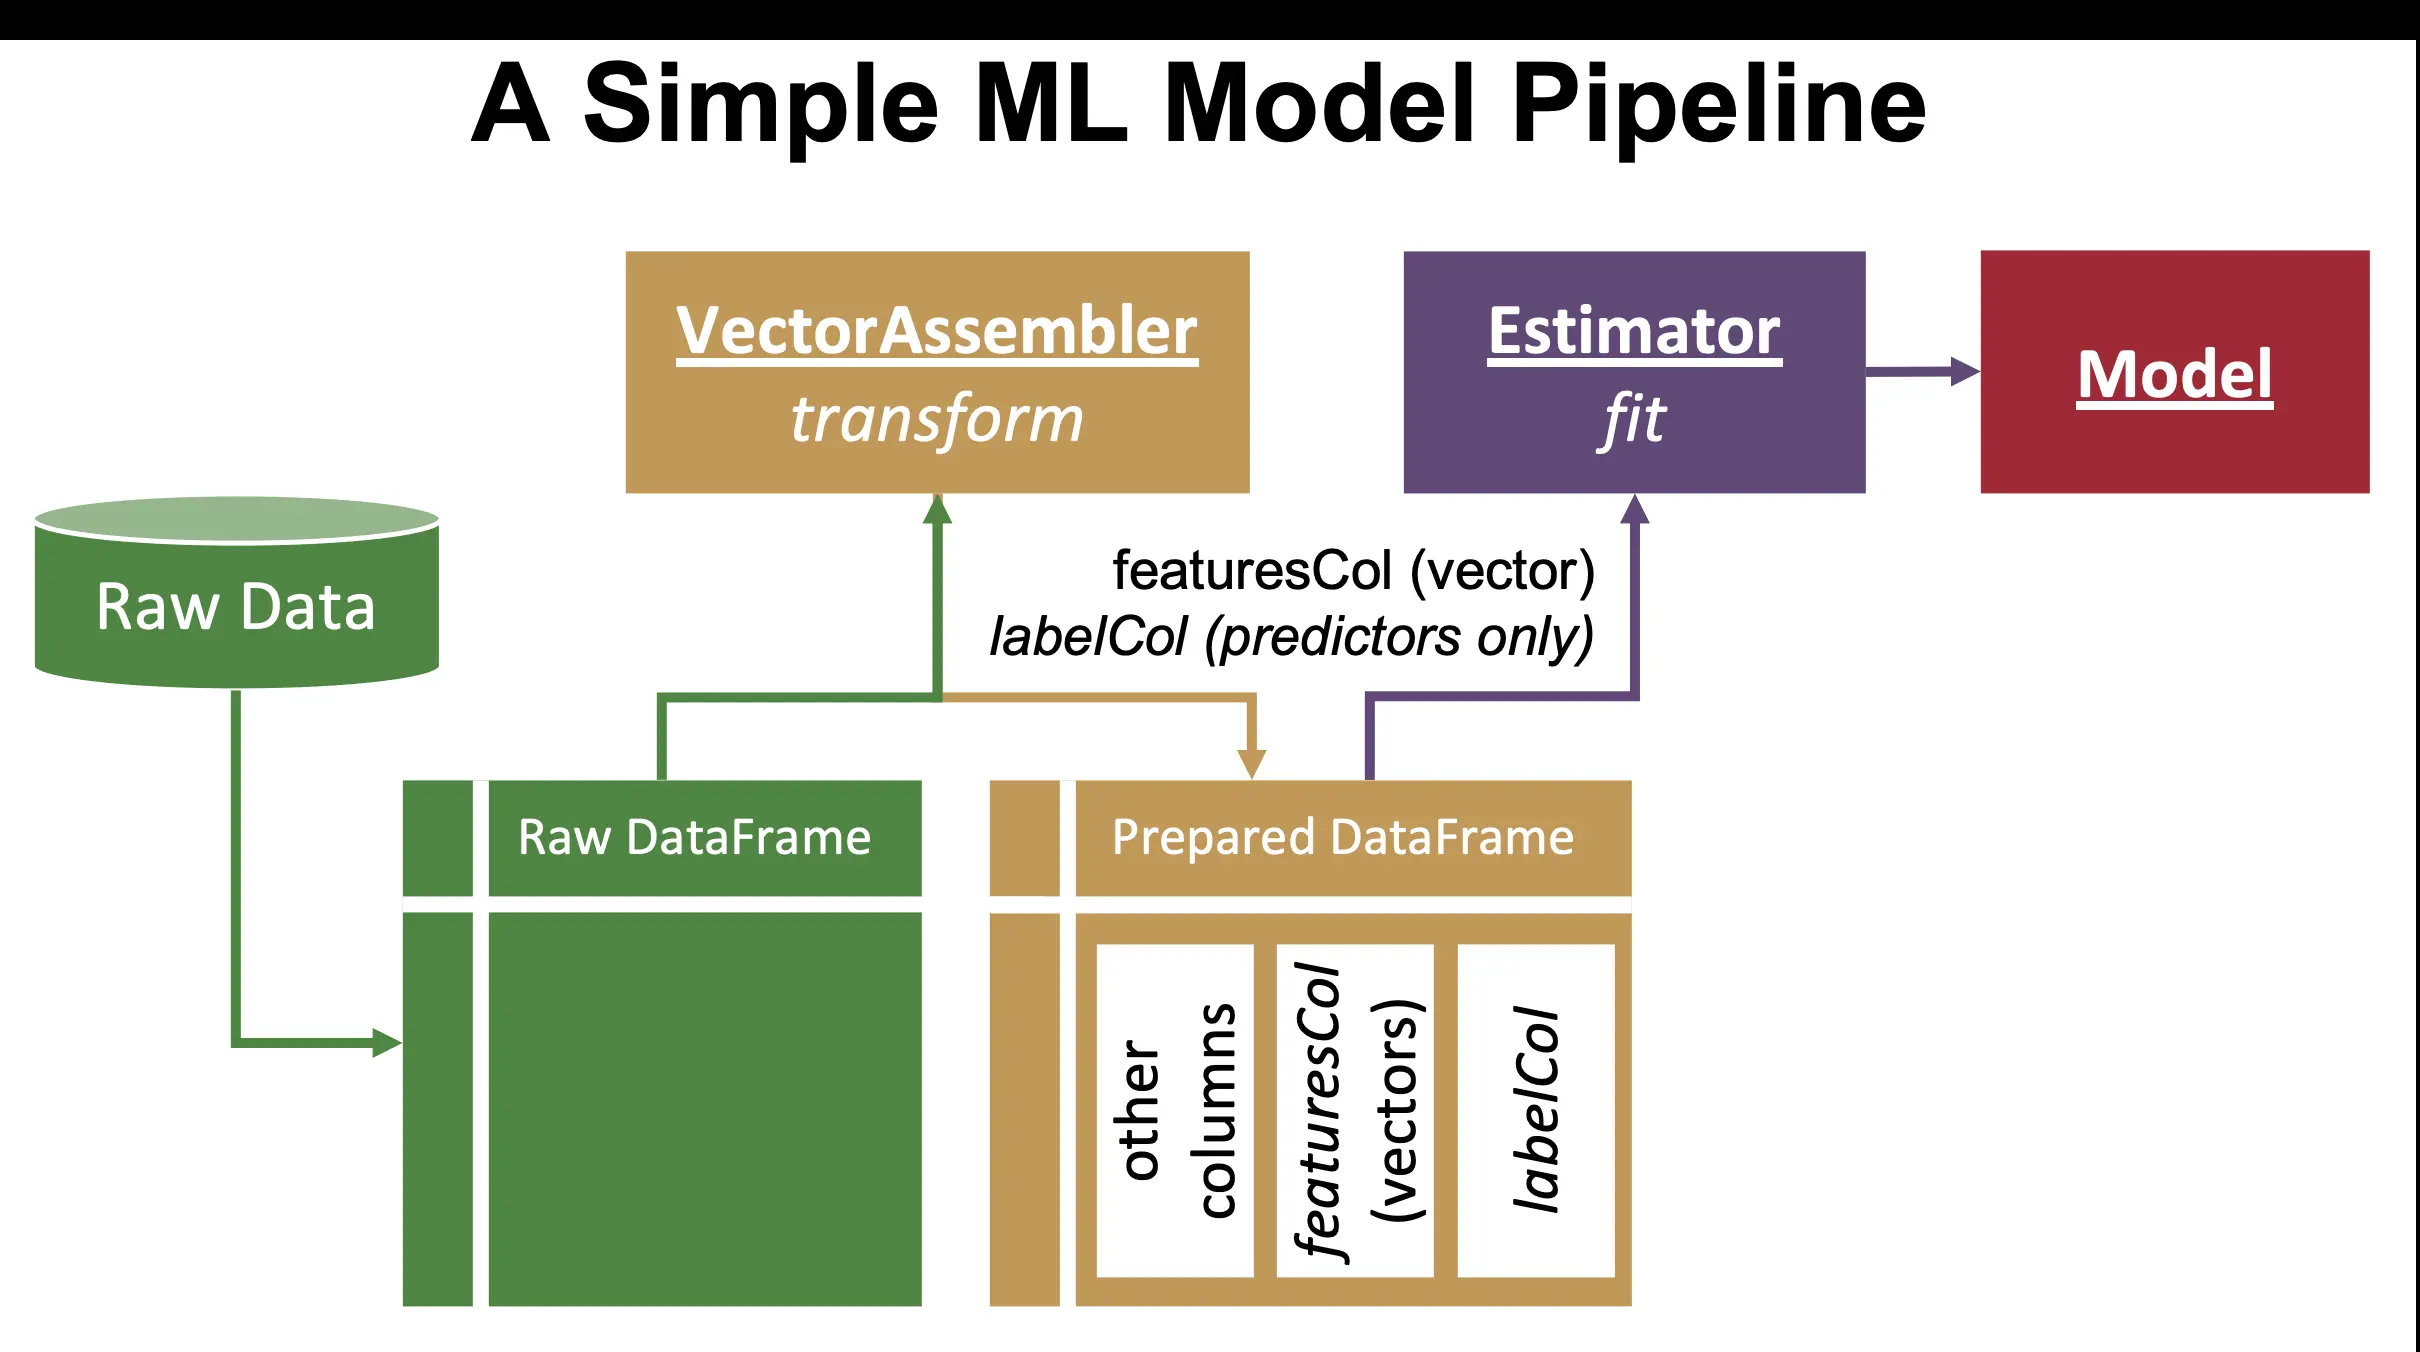 A Simple ML Model Pipeline
VectorAssembler
transform
Estimator
fit
Model
Raw Data
featuresCol (vector)
labelCol (predictors only)
Raw DataFrame
Prepared DataFrame
other
columns
featuresCol
(vectors)
labelCol